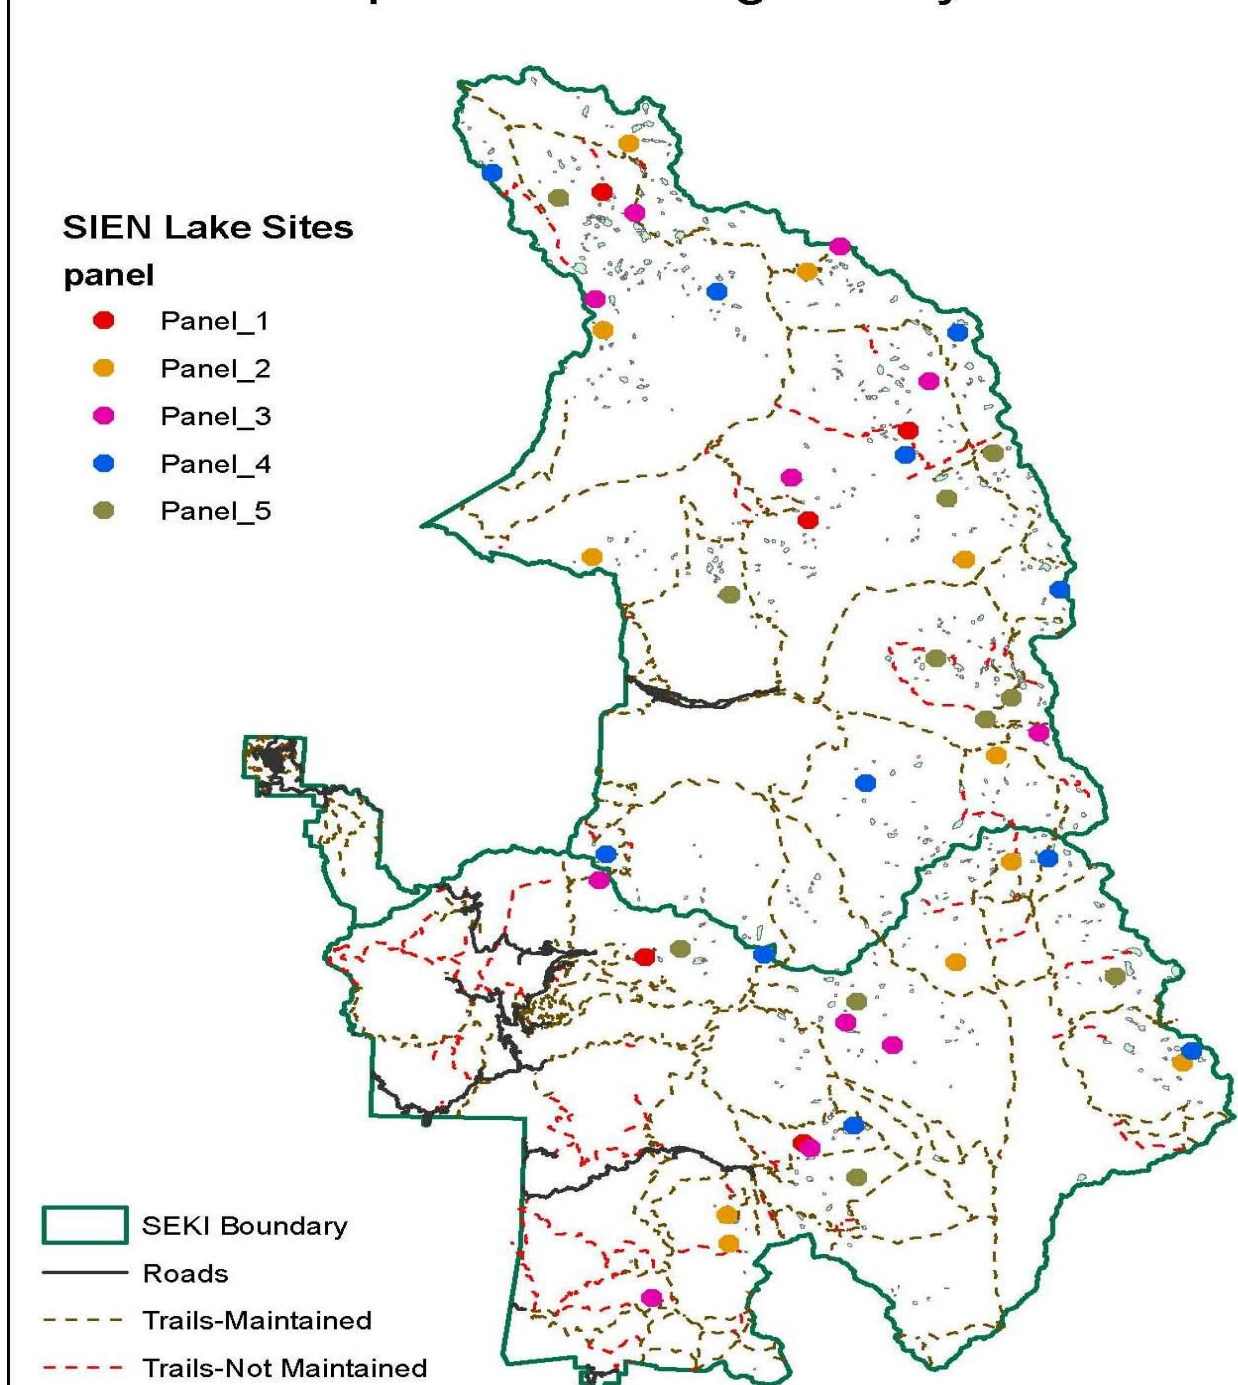 SIEN Lake Sites
panel
Panel_1
Panel_2
Panel_3
Panel_4
Panel_5
SEKI Boundary
Roads
Trails-Maintained
Trails-Not Maintained